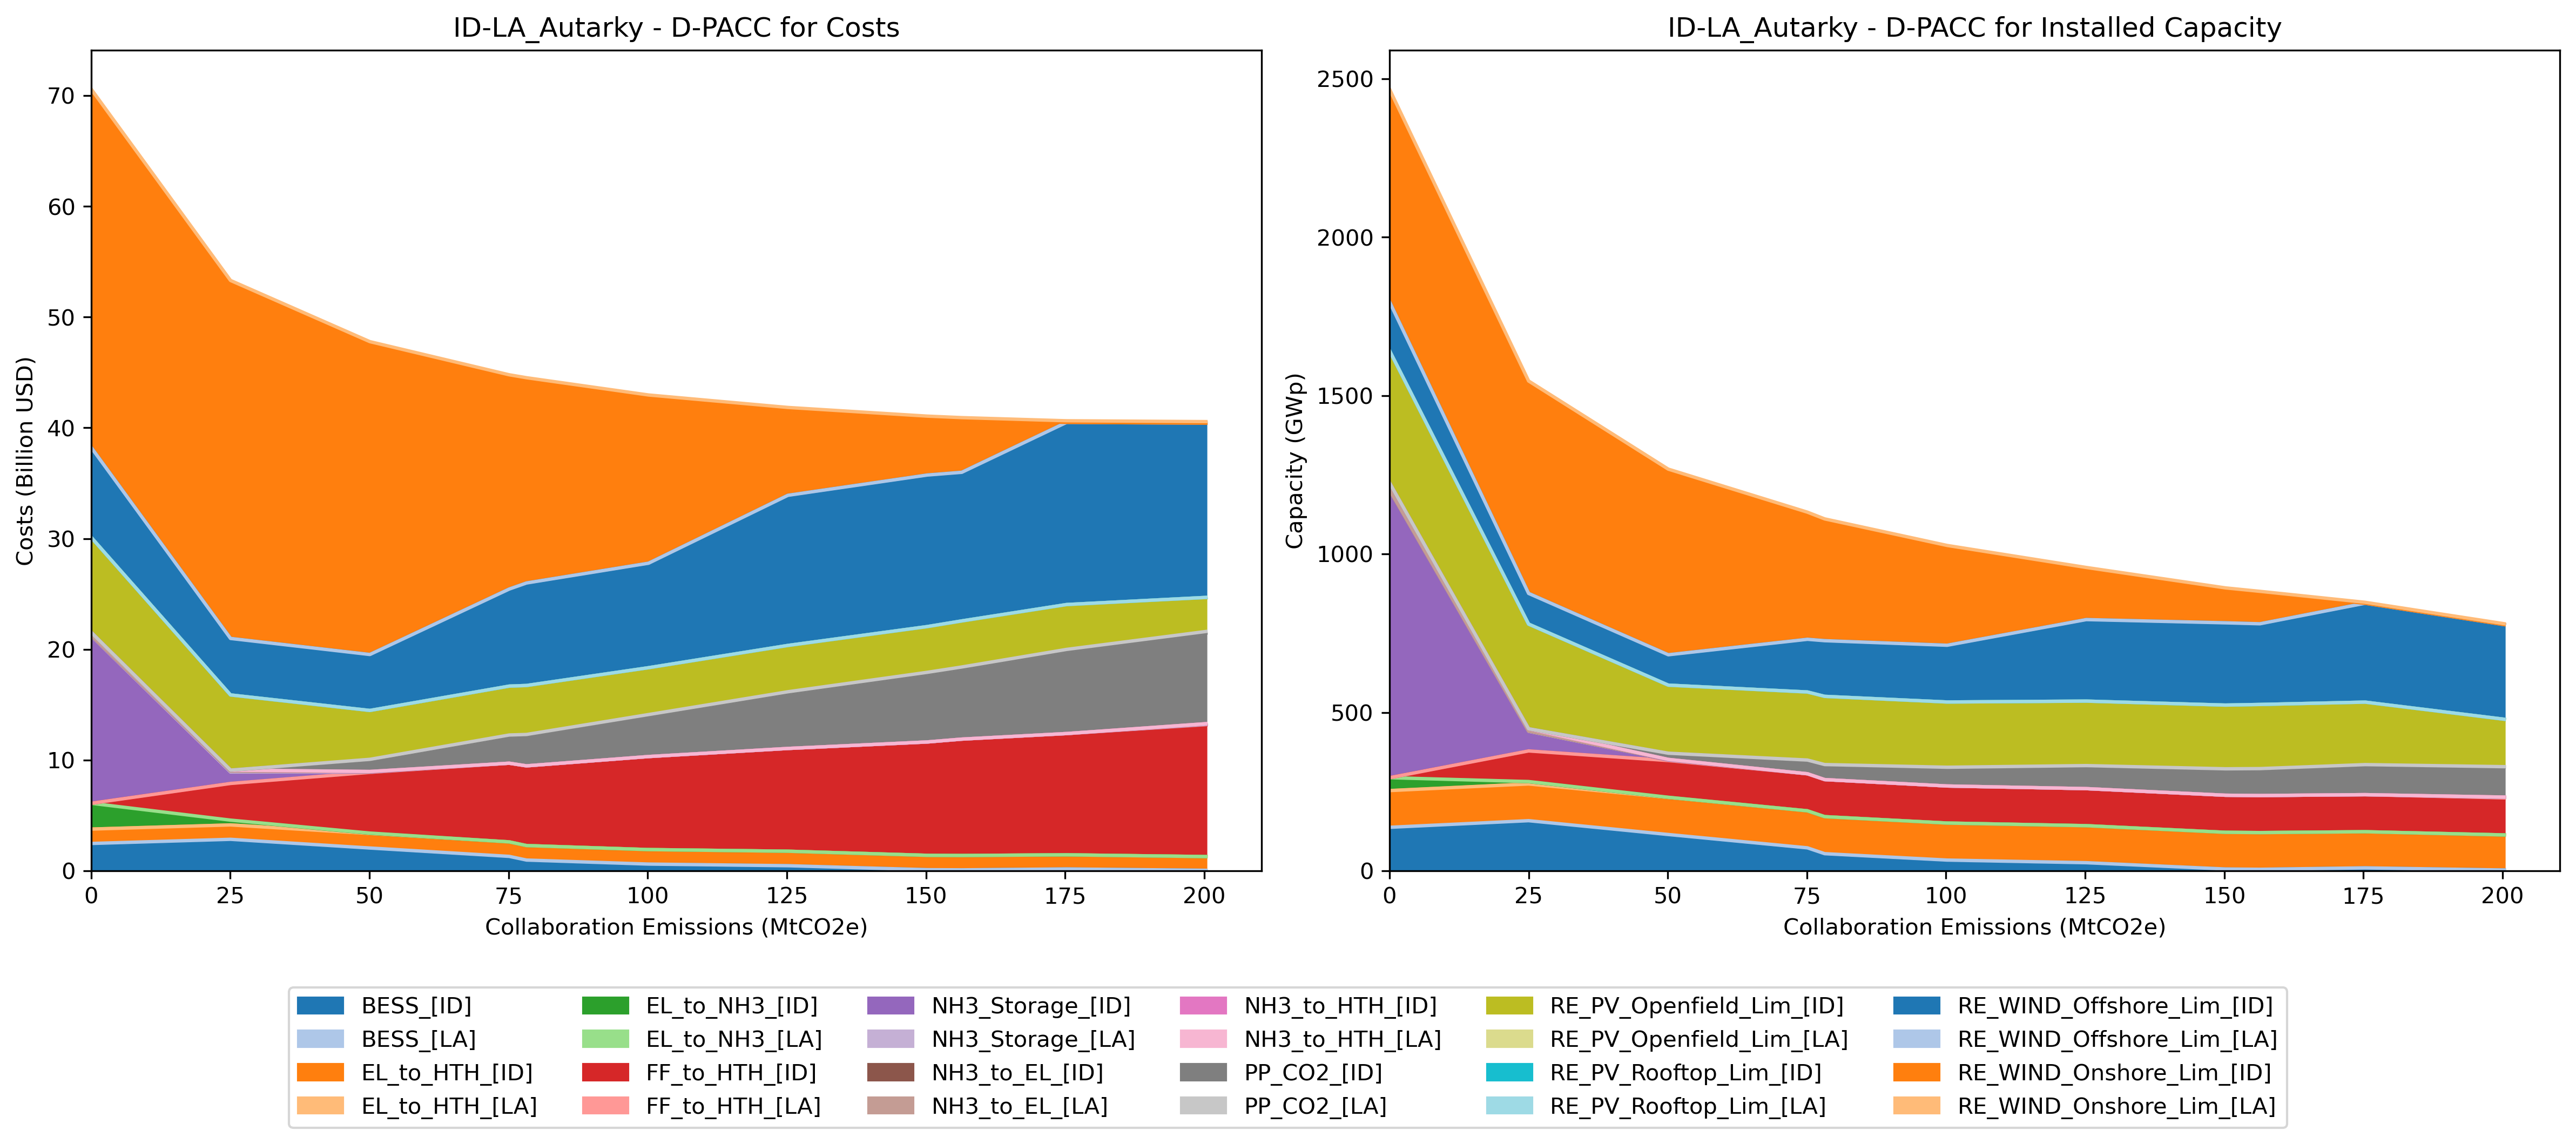 ID-LA_Autarky - D-PACC for Costs
70
60
50
40
30
20
10
0
Costs (Billion USD)
0 25 50 75 100 125 150 175 200
Collaboration Emissions (MtCO2e)
ID-LA_Autarky - D-PACC for Installed Capacity
2500
2000
1500
1000
500
0
Capacity (GWp)
0 25 50 75 100 125 150 175 200
Collaboration Emissions (MtCO2e)
BESS_[ID]
BESS_[LA]
EL_to_HTH_[ID]
EL_to_HTH_[LA]
EL_to_NH3_[ID]
EL_to_NH3_[LA]
FF_to_HTH_[ID]
FF_to_HTH_[LA]
NH3_Storage_[ID]
NH3_Storage_[LA]
NH3_to_EL_[ID]
NH3_to_EL_[LA]
NH3_to_HTH_[ID]
NH3_to_HTH_[LA]
PP_CO2_[ID]
PP_CO2_[LA]
RE_PV_Openfield_Lim_[ID]
RE_PV_Openfield_Lim_[LA]
RE_PV_Rooftop_Lim_[ID]
RE_PV_Rooftop_Lim_[LA]
RE_WIND_Offshore_Lim_[ID]
RE_WIND_Offshore_Lim_[LA]
RE_WIND_Onshore_Lim_[ID]
RE_WIND_Onshore_Lim_[LA]